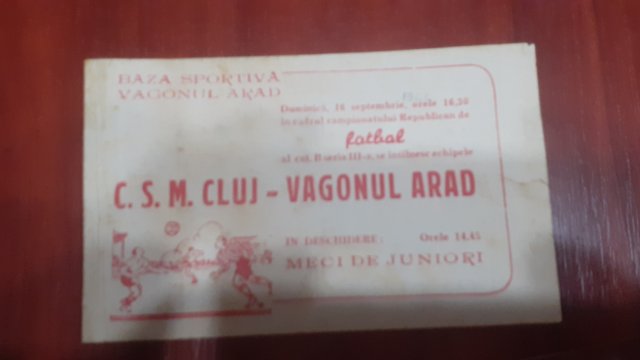 BAZA SPORTIVĂ
VAGONUL ARAD
Duminică, 16 septembrie, orele 16,30
în cadrul campionatului Republican de
fotbal
al cat. B seria III-a, se întîlnesc echipele
C. S. M. CLUJ - VAGONUL ARAD
IN DESCHIDERE: Orele 14,45
MECI DE JUNIORI